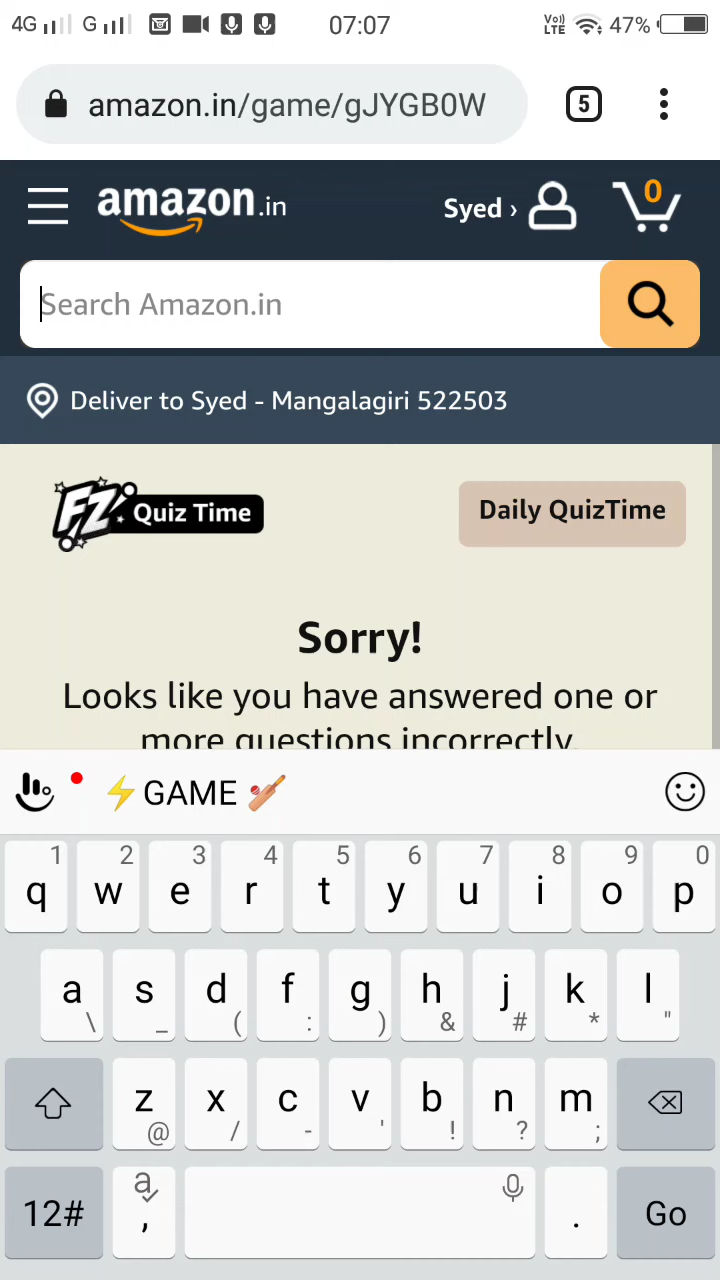 4G G 07:07 Vo)) LTE 47%
amazon.in/game/gJYGB0W 5
amazon.in Syed › 0
Search Amazon.in
Deliver to Syed - Mangalagiri 522503
FZ Quiz Time Daily QuizTime
Sorry!
Looks like you have answered one or
more questions incorrectly.
⚡GAME 🏏
1 2 3 4 5 6 7 8 9 0
q w e r t y u i o p
a s d f g h j k l
\ _ ( : ) & # * "
z x c v b n m
@ / - ' ! ? ;
12# a , . Go